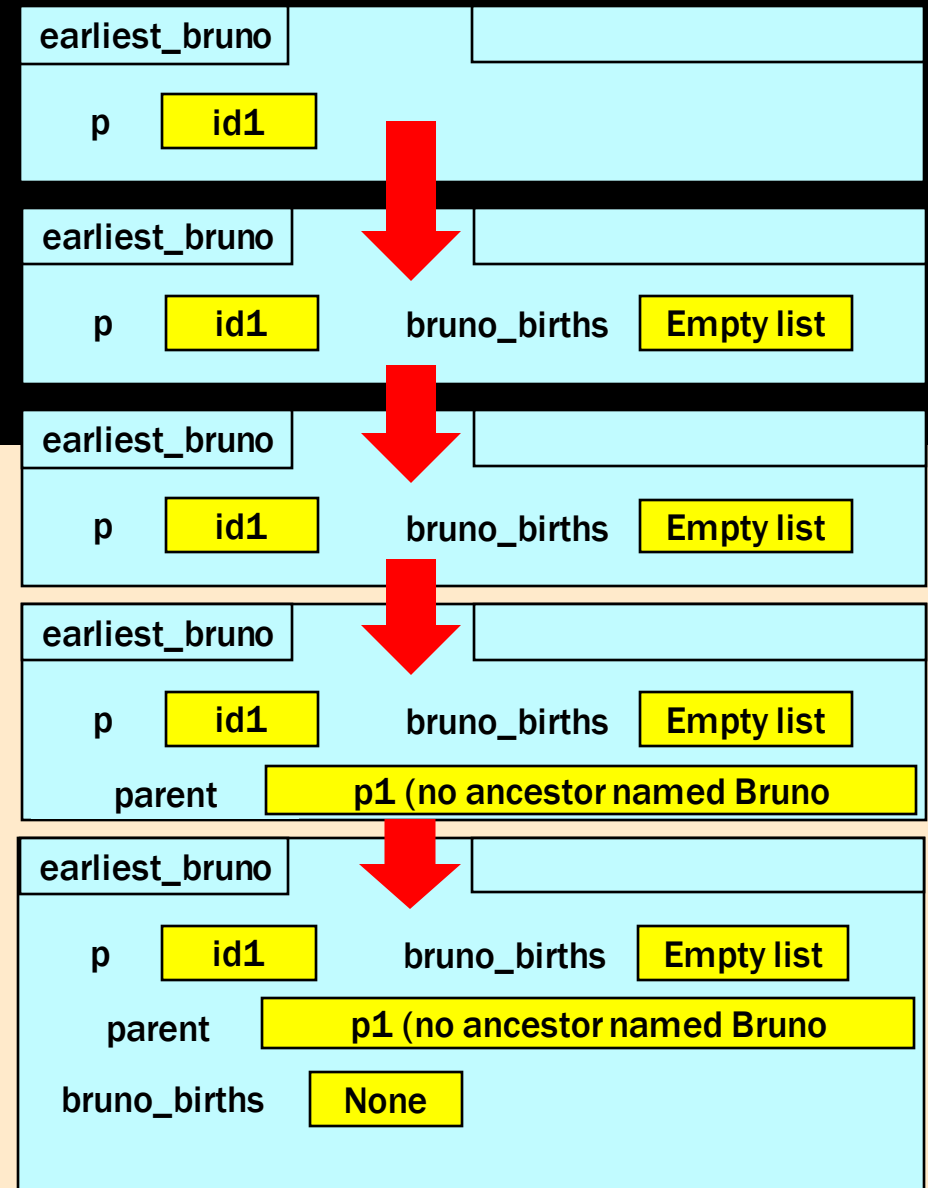 earliest_bruno
p id1
earliest_bruno
p id1 bruno_births Empty list
earliest_bruno
p id1 bruno_births Empty list
earliest_bruno
p id1 bruno_births Empty list
parent p1 (no ancestor named Bruno
earliest_bruno
p id1 bruno_births Empty list
parent p1 (no ancestor named Bruno
bruno_births None